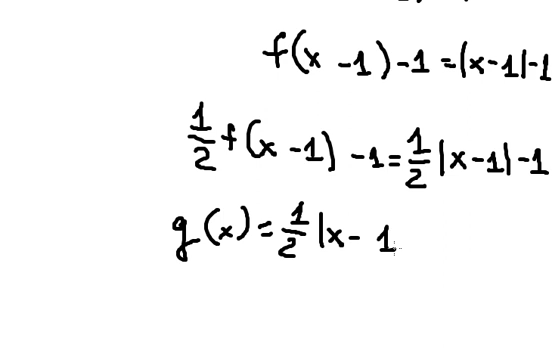 f(x -1) -1 = |x-1|-1
1/2 f(x -1) -1 = 1/2 |x-1| -1
g(x) = 1/2 |x - 1